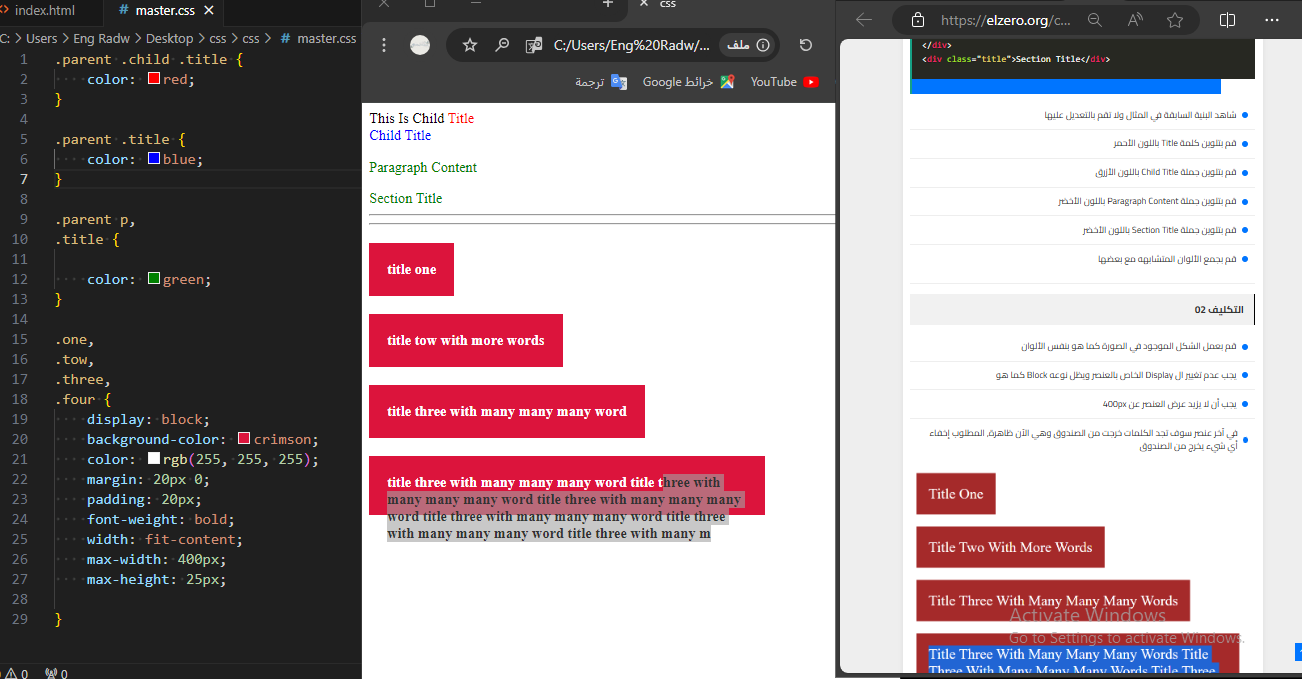 index.html
# master.css
C: > Users > Eng Radw > Desktop > css > css > # master.css
1 .parent .child .title {
2 color: red;
3 }
4
5 .parent .title {
6 color: blue;
7 }
8
9 .parent p,
10 .title {
11
12 color: green;
13 }
14
15 .one,
16 .tow,
17 .three,
18 .four {
19 display: block;
20 background-color: crimson;
21 color: rgb(255, 255, 255);
22 margin: 20px 0;
23 padding: 20px;
24 font-weight: bold;
25 width: fit-content;
26 max-width: 400px;
27 max-height: 25px;
28
29 }
0 0
css
C:/Users/Eng%20Radw/... ملف
YouTube
خرائط Google
ترجمة
This Is Child Title
Child Title
Paragraph Content
Section Title
title one
title tow with more words
title three with many many many word
title three with many many many word title three with
many many many word title three with many many many
word title three with many many many word title three
with many many many word title three with many m
https://elzero.org/c...
</div>
<div class="title">Section Title</div>
شاهد البنية السابقة في المثال ولا تقم بالتعديل عليها
قم بتلوين كلمة Title باللون الأحمر
قم بتلوين جملة Child Title باللون الأزرق
قم بتلوين جملة Paragraph Content باللون الأخضر
قم بتلوين جملة Section Title باللون الأخضر
قم بجمع الألوان المتشابهه مع بعضها
التكليف 02
قم بعمل الشكل الموجود في الصورة كما هو بنفس الألوان
يجب عدم تغيير ال Display الخاص بالعنصر ويظل نوعه Block كما هو
يجب أن لا يزيد عرض العنصر عن 400px
في آخر عنصر سوف تجد الكلمات خرجت من الصندوق وهي الآن ظاهرة, المطلوب إخفاء
أي شيء يخرج من الصندوق
Title One
Title Two With More Words
Title Three With Many Many Many Words
Activate Windows
Go to Settings to activate Windows.
Title Three With Many Many Many Words Title
Three With Many Many Many Words Title Three